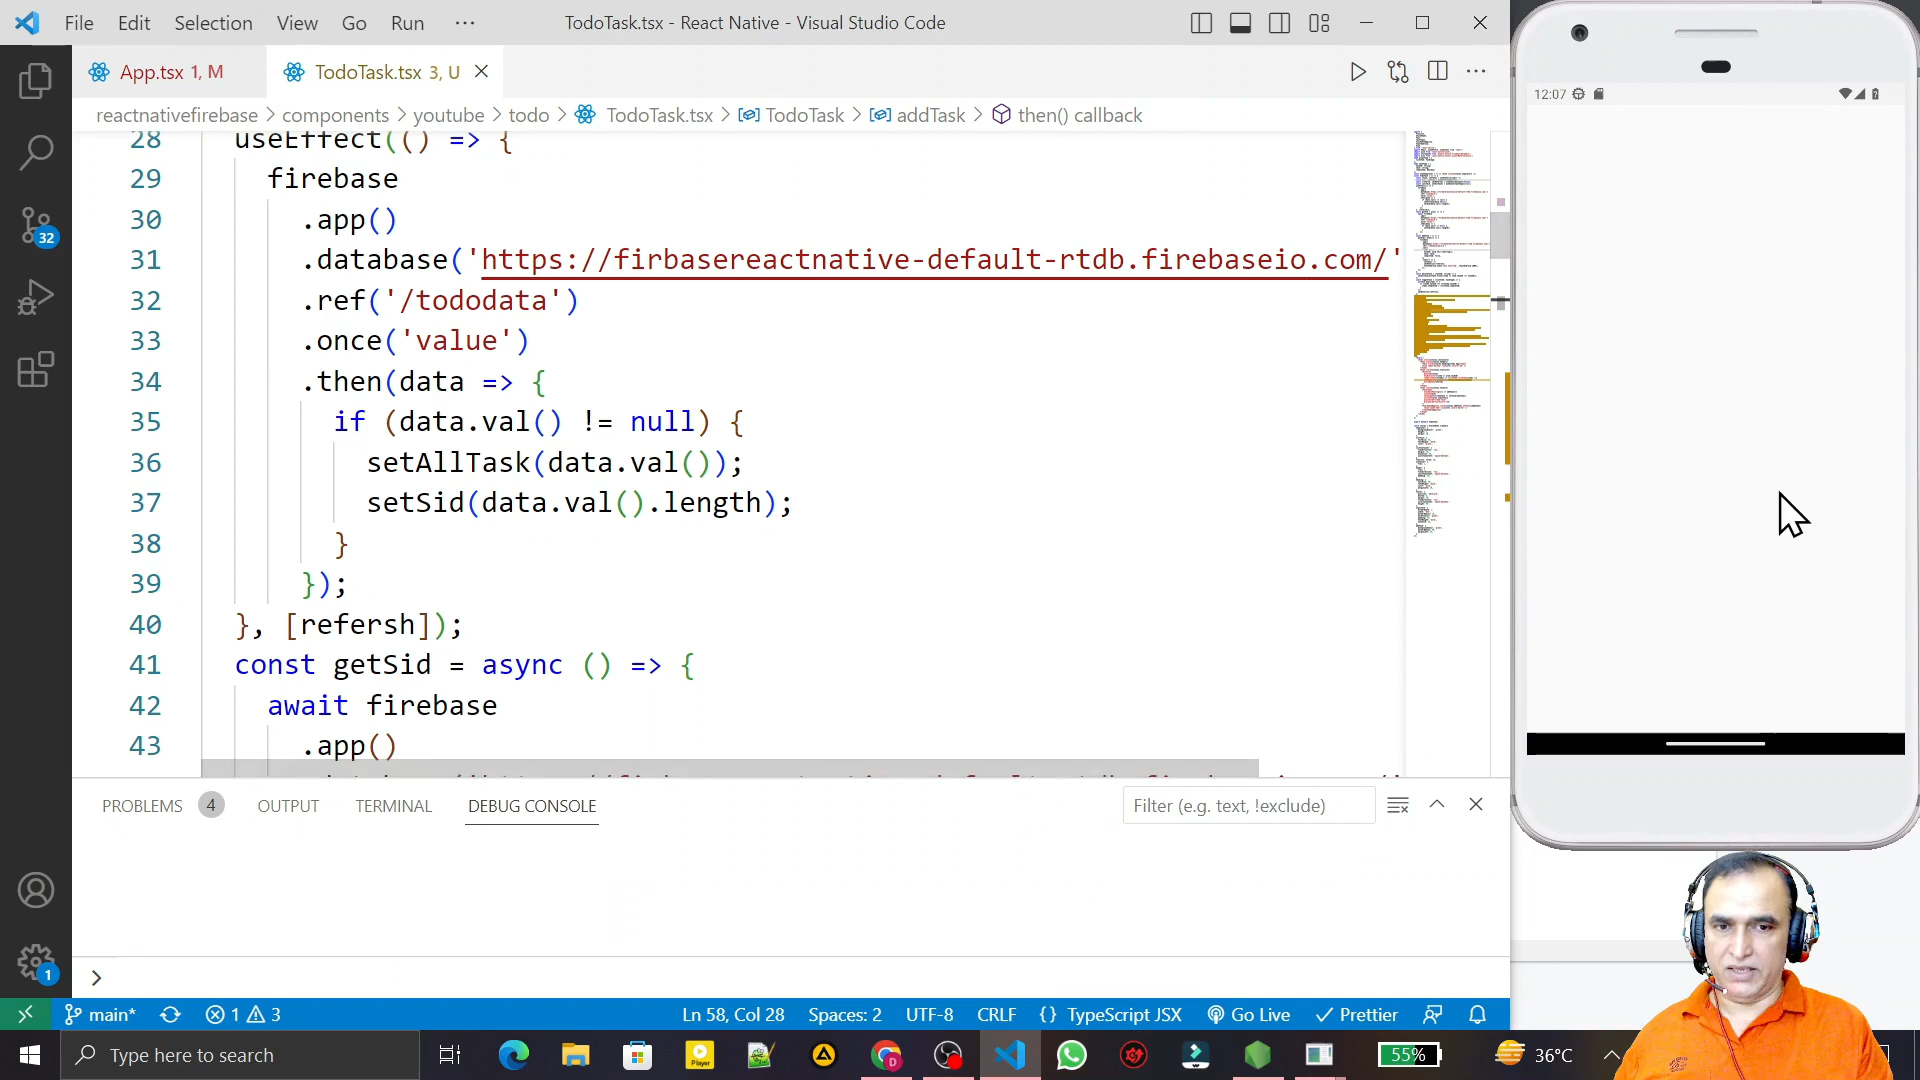 File Edit Selection View Go Run ··· TodoTask.tsx - React Native - Visual Studio Code
App.tsx 1, M TodoTask.tsx 3, U
reactnativefirebase > components > youtube > todo > TodoTask.tsx > TodoTask > addTask > then() callback
28 useEffect(() => {
29 firebase
30 .app()
31 .database('https://firbasereactnative-default-rtdb.firebaseio.com/'
32 .ref('/tododata')
33 .once('value')
34 .then(data => {
35 if (data.val() != null) {
36 setAllTask(data.val());
37 setSid(data.val().length);
38 }
39 });
40 }, [refersh]);
41 const getSid = async () => {
42 await firebase
43 .app()
PROBLEMS 4 OUTPUT TERMINAL DEBUG CONSOLE Filter (e.g. text, !exclude)
>
32
1
main* 1 3 Ln 58, Col 28 Spaces: 2 UTF-8 CRLF {} TypeScript JSX Go Live Prettier
Type here to search Player D 55% 36°C
12:07